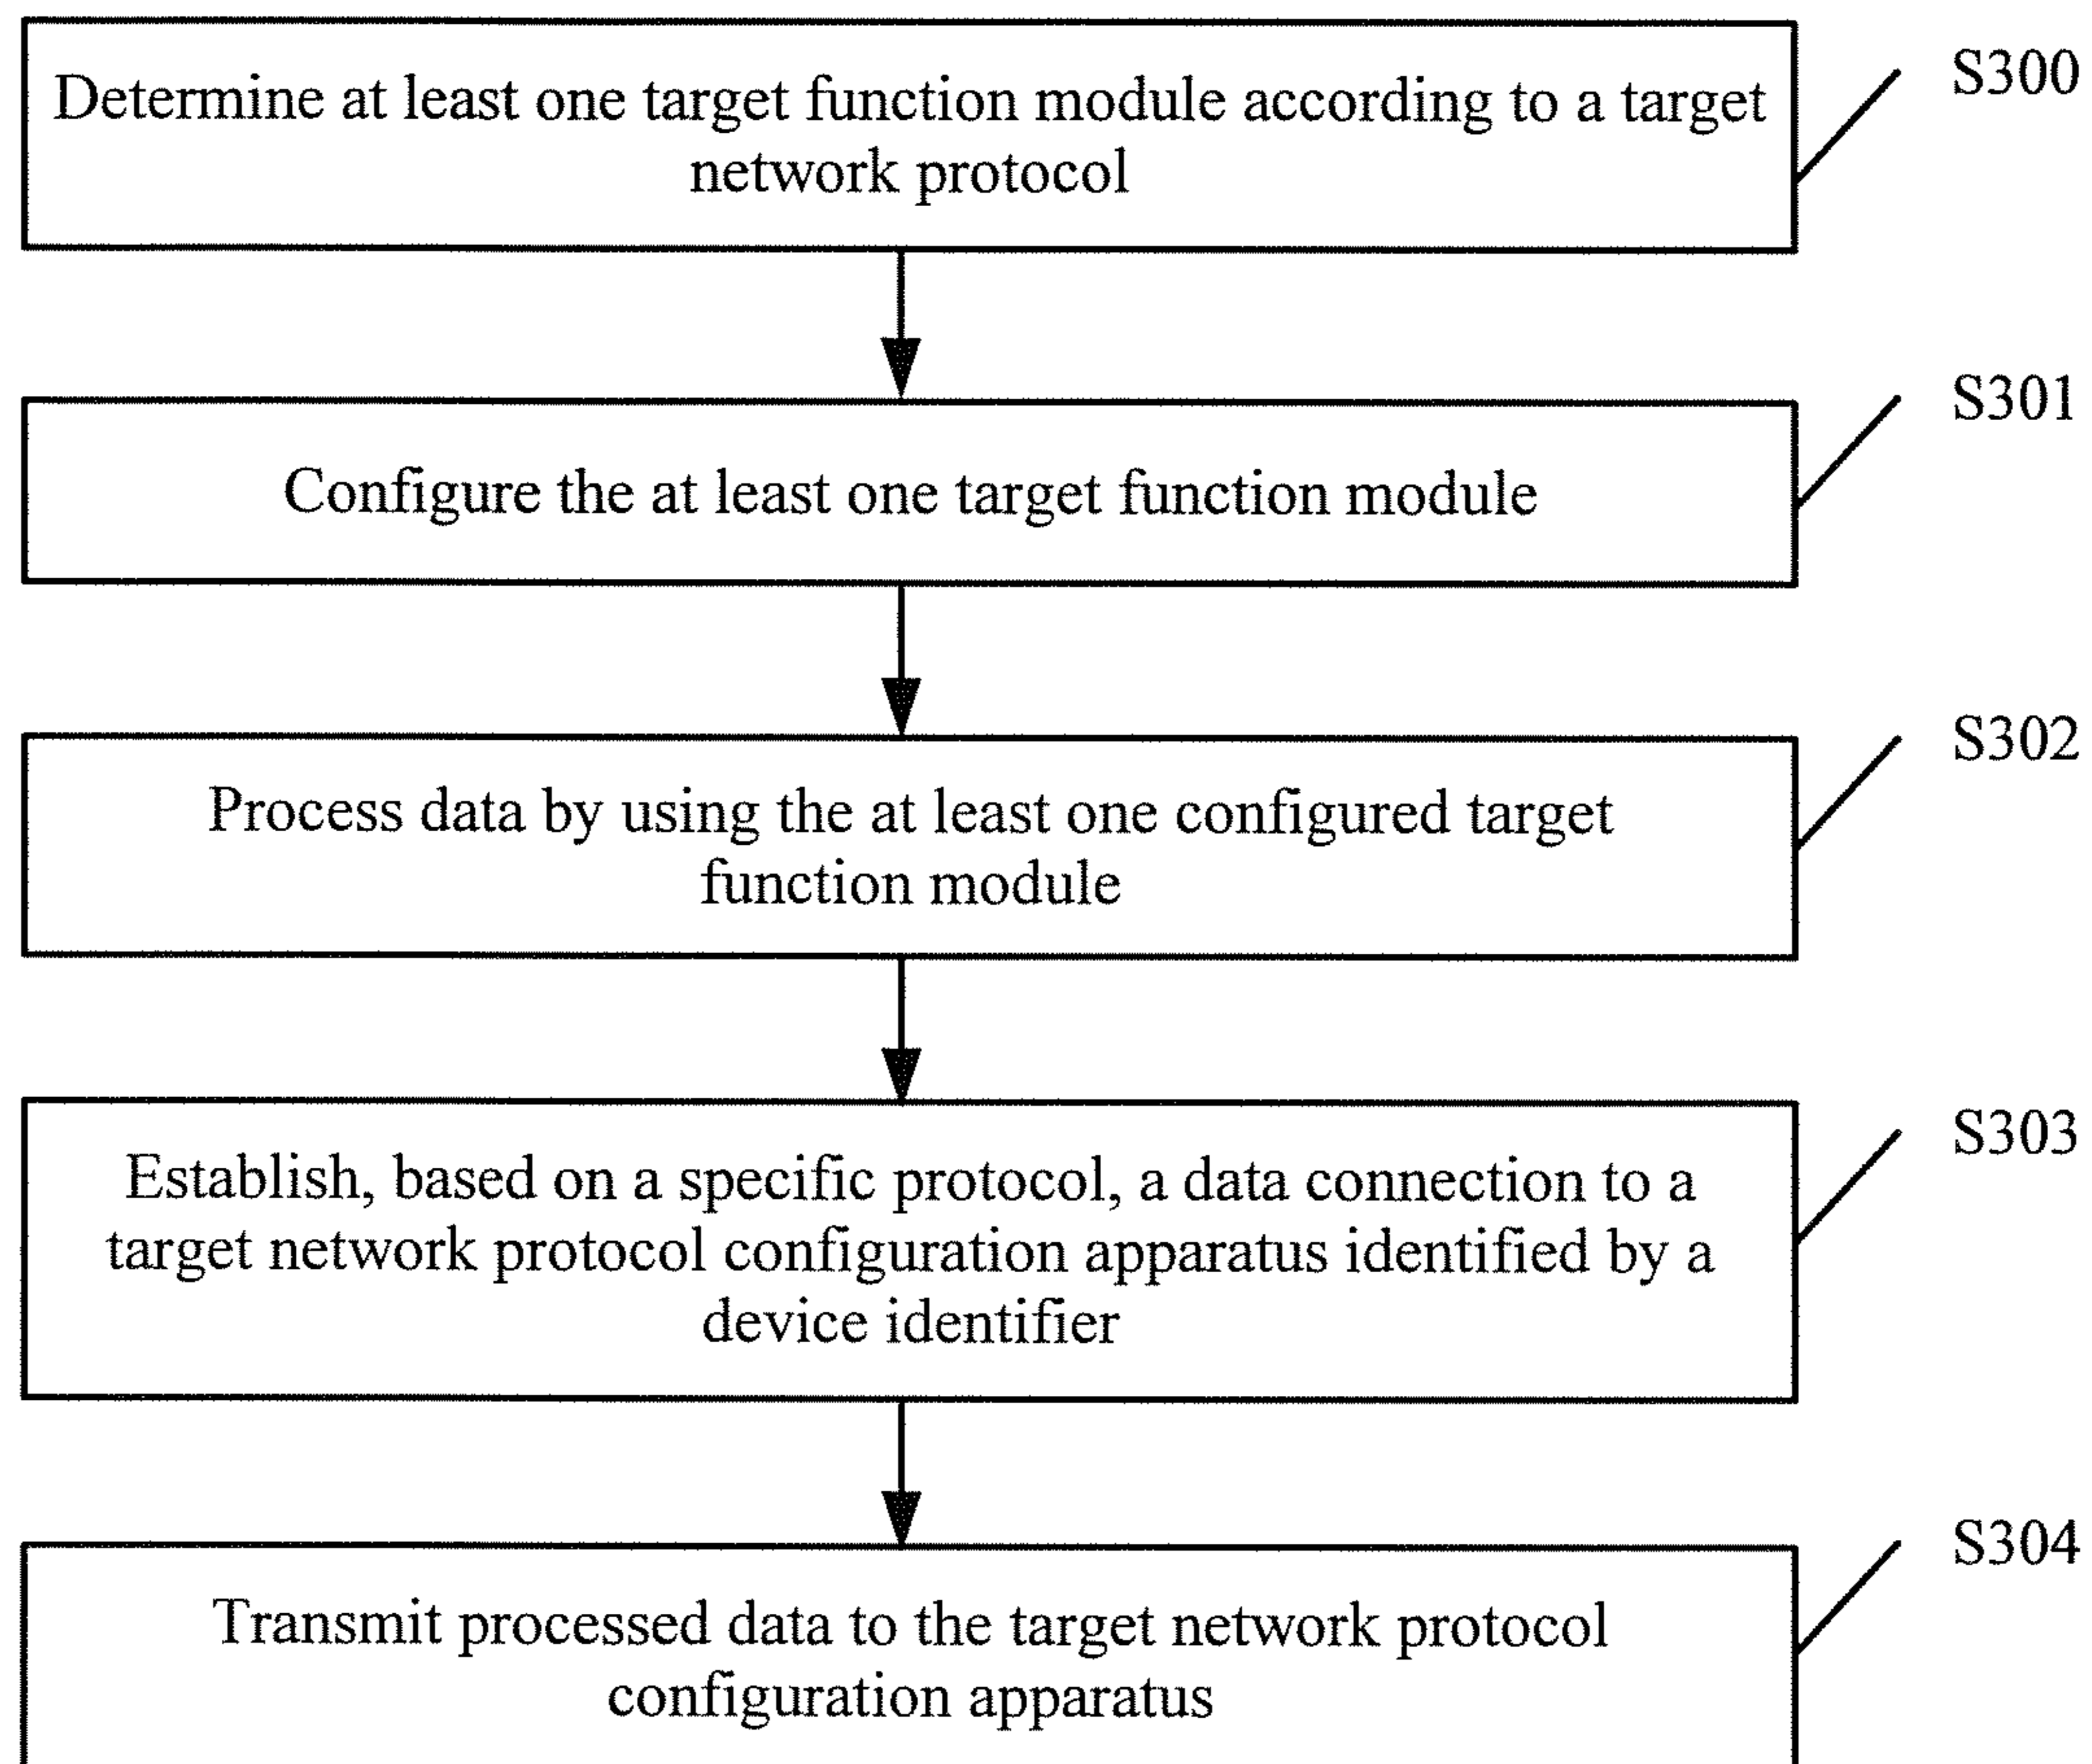 Determine at least one target function module according to a target
network protocol
S300
Configure the at least one target function module
S301
Process data by using the at least one configured target
function module
S302
Establish, based on a specific protocol, a data connection to a
target network protocol configuration apparatus identified by a
device identifier
S303
Transmit processed data to the target network protocol
configuration apparatus
S304